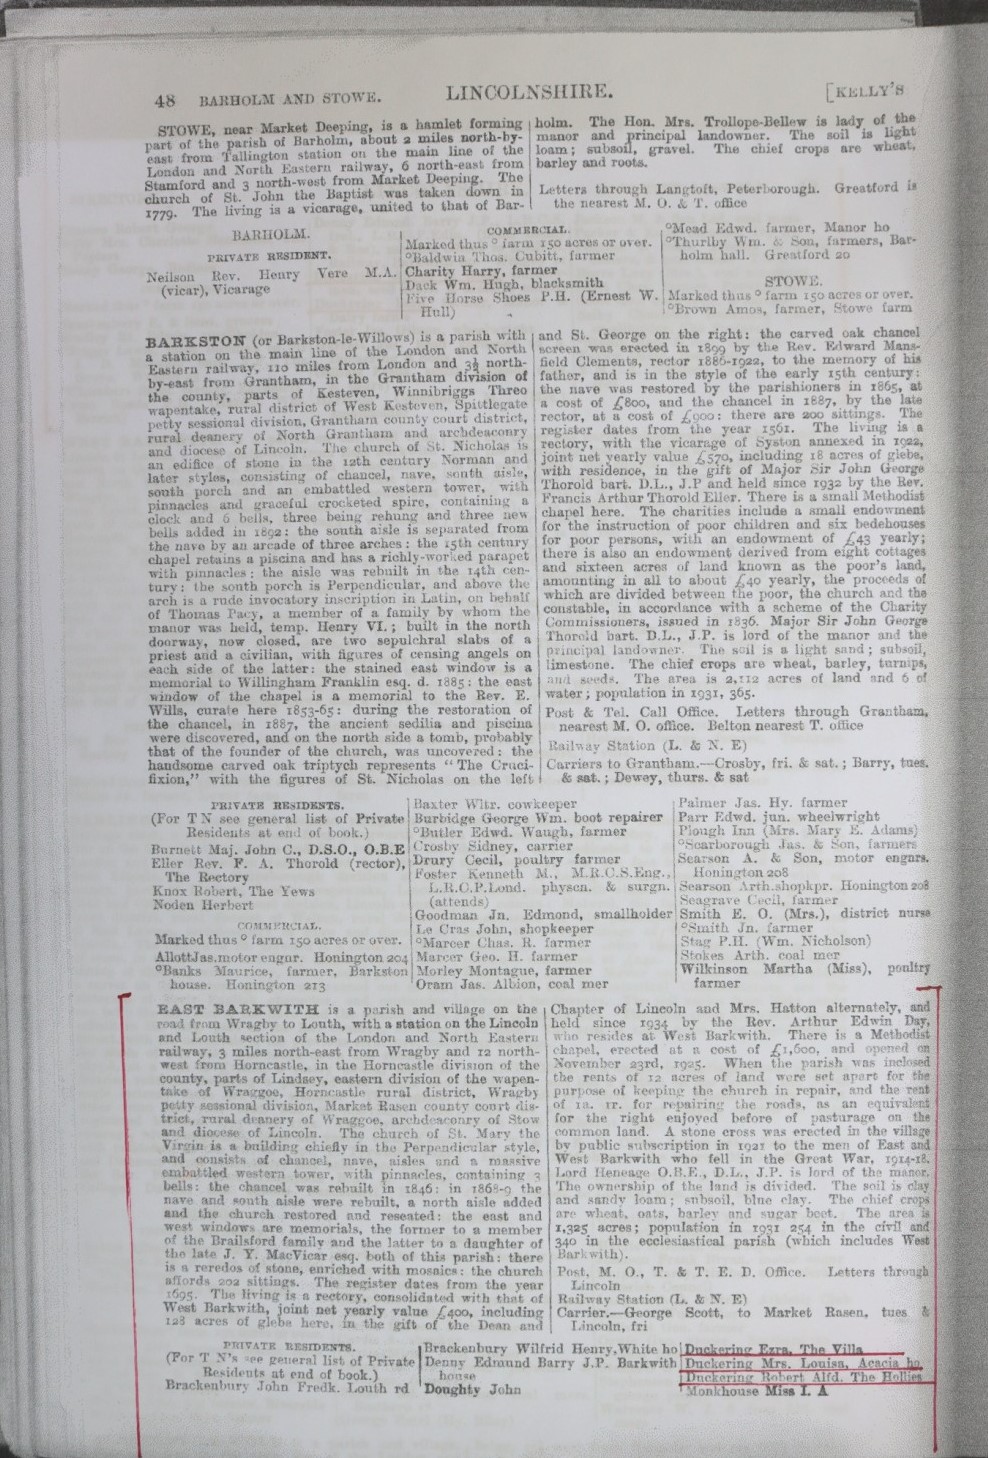 48 BARHOLM AND STOWE. LINCOLNSHIRE. [KELLY'S
STOWE, near Market Deeping, is a hamlet forming
part of the parish of Barholm, about 2 miles north-by-
east from Tallington station on the main line of the
London and North Eastern railway, 6 north-east from
Stamford and 3 north-west from Market Deeping. The
church of St. John the Baptist was taken down in
1779. The living is a vicarage, united to that of Bar-
holm. The Hon. Mrs. Trollope-Bellew is lady of the
manor and principal landowner. The soil is light
loam; subsoil, gravel. The chief crops are wheat,
barley and roots.
Letters through Langtoft, Peterborough. Greatford is
the nearest M. O. & T. office
BARHOLM.
PRIVATE RESIDENT.
Neilson Rev. Henry Vere M.A.
(vicar), Vicarage
COMMERCIAL.
Marked thus ° farm 150 acres or over.
°Baldwin Thos. Cubitt, farmer
Charity Harry, farmer
Dack Wm. Hugh, blacksmith
Five Horse Shoes P.H. (Ernest W.
Hull)
°Mead Edwd. farmer, Manor ho
°Thurlby Wm. & Son, farmers, Bar-
holm hall. Greatford 20
STOWE.
Marked thus ° farm 150 acres or over.
°Brown Amos, farmer, Stowe farm
BARKSTON (or Barkston-le-Willows) is a parish with
a station on the main line of the London and North
Eastern railway, 110 miles from London and 3½ north-
by-east from Grantham, in the Grantham division of
the county, parts of Kesteven, Winnibriggs Threo
wapentake, rural district of West Kesteven, Spittlegate
petty sessional division, Grantham county court district,
rural deanery of North Grantham and archdeaconry
and diocese of Lincoln. The church of St. Nicholas is
an edifice of stone in the 12th century Norman and
later styles, consisting of chancel, nave, south aisle,
south porch and an embattled western tower, with
pinnacles and graceful crocketed spire, containing a
clock and 6 bells, three being rehung and three new
bells added in 1892: the south aisle is separated from
the nave by an arcade of three arches: the 15th century
chapel retains a piscina and has a richly-worked parapet
with pinnacles: the aisle was rebuilt in the 14th cen-
tury: the south porch is Perpendicular, and above the
arch is a rude invocatory inscription in Latin, on behalf
of Thomas Pacy, a member of a family by whom the
manor was held, temp. Henry VI.; built in the north
doorway, now closed, are two sepulchral slabs of a
priest and a civilian, with figures of censing angels on
each side of the latter: the stained east window is a
memorial to Willingham Franklin esq. d. 1885: the east
window of the chapel is a memorial to the Rev. E.
Wills, curate here 1853-65: during the restoration of
the chancel, in 1887, the ancient sedilia and piscina
were discovered, and on the north side a tomb, probably
that of the founder of the church, was uncovered: the
handsome carved oak triptych represents "The Cruci-
fixion," with the figures of St. Nicholas on the left
and St. George on the right: the carved oak chancel
screen was erected in 1899 by the Rev. Edward Mans-
field Clements, rector 1886-1922, to the memory of his
father, and is in the style of the early 15th century:
the nave was restored by the parishioners in 1865, at
a cost of £800, and the chancel in 1887, by the late
rector, at a cost of £900: there are 200 sittings. The
register dates from the year 1561. The living is a
rectory, with the vicarage of Syston annexed in 1922,
joint net yearly value £570, including 18 acres of glebe,
with residence, in the gift of Major Sir John George
Thorold bart. D.L., J.P and held since 1932 by the Rev.
Francis Arthur Thorold Eller. There is a small Methodist
chapel here. The charities include a small endowment
for the instruction of poor children and six bedehouses
for poor persons, with an endowment of £43 yearly;
there is also an endowment derived from eight cottages
and sixteen acres of land known as the poor's land,
amounting in all to about £40 yearly, the proceeds of
which are divided between the poor, the church and the
constable, in accordance with a scheme of the Charity
Commissioners, issued in 1836. Major Sir John George
Thorold bart. D.L., J.P. is lord of the manor and the
principal landowner. The soil is a light sand; subsoil,
limestone. The chief crops are wheat, barley, turnips,
and seeds. The area is 2,112 acres of land and 6 of
water; population in 1931, 365.
Post & Tel. Call Office. Letters through Grantham,
nearest M. O. office. Belton nearest T. office
Railway Station (L. & N. E)
Carriers to Grantham.—Crosby, fri. & sat.; Barry, tues.
& sat.; Dewey, thurs. & sat
PRIVATE RESIDENTS.
(For T N see general list of Private
Residents at end of book.)
Burnett Maj. John C., D.S.O., O.B.E
Eller Rev. F. A. Thorold (rector),
The Rectory
Knox Robert, The Yews
Noden Herbert
COMMERCIAL.
Marked thus ° farm 150 acres or over.
Allott Jas. motor engnr. Honington 204
°Banks Maurice, farmer, Barkston
house. Honington 213
Baxter Wltr. cowkeeper
Burbidge George Wm. boot repairer
°Butler Edwd. Waugh, farmer
Crosby Sidney, carrier
Drury Cecil, poultry farmer
Foster Kenneth M., M.R.C.S.Eng.,
L.R.C.P.Lond. physcn. & surgn.
(attends)
Goodman Jn. Edmond, smallholder
Le Cras John, shopkeeper
°Marcer Chas. R. farmer
Marcer Geo. H. farmer
Morley Montague, farmer
Oram Jas. Albion, coal mer
Palmer Jas. Hy. farmer
Parr Edwd. jun. wheelwright
Plough Inn (Mrs. Mary E. Adams)
°Scarborough Jas. & Son, farmers
Searson A. & Son, motor engnrs.
Honington 208
Searson Arth. shopkpr. Honington 208
Seagrave Cecil, farmer
Smith E. O. (Mrs.), district nurse
°Smith Jn. farmer
Stag P.H. (Wm. Nicholson)
Stokes Arth. coal mer
Wilkinson Martha (Miss), poultry
farmer
EAST BARKWITH is a parish and village on the
road from Wragby to Louth, with a station on the Lincoln
and Louth section of the London and North Eastern
railway, 3 miles north-east from Wragby and 12 north-
west from Horncastle, in the Horncastle division of the
county, parts of Lindsey, eastern division of the wapen-
take of Wraggoe, Horncastle rural district, Wragby
petty sessional division, Market Rasen county court dis-
trict, rural deanery of Wraggoe, archdeaconry of Stow
and diocese of Lincoln. The church of St. Mary the
Virgin is a building chiefly in the Perpendicular style,
and consists of chancel, nave, aisles and a massive
embattled western tower, with pinnacles, containing 3
bells: the chancel was rebuilt in 1846: in 1868-9 the
nave and south aisle were rebuilt, a north aisle added
and the church restored and reseated: the east and
west windows are memorials, the former to a member
of the Brailsford family and the latter to a daughter of
the late J. Y. MacVicar esq. both of this parish: there
is a reredos of stone, enriched with mosaics: the church
affords 202 sittings. The register dates from the year
1695. The living is a rectory, consolidated with that of
West Barkwith, joint net yearly value £400, including
128 acres of glebe here, in the gift of the Dean and
Chapter of Lincoln and Mrs. Hatton alternately, and
held since 1934 by the Rev. Arthur Edwin Day,
who resides at West Barkwith. There is a Methodist
chapel, erected at a cost of £1,600, and opened on
November 23rd, 1925. When the parish was inclosed
the rents of 12 acres of land were set apart for the
purpose of keeping the church in repair, and the rent
of 1a. 1r. for repairing the roads, as an equivalent
for the right enjoyed before of pasturage on the
common land. A stone cross was erected in the village
by public subscription in 1921 to the men of East and
West Barkwith who fell in the Great War, 1914-18.
Lord Heneage O.B.E., D.L., J.P. is lord of the manor.
The ownership of the land is divided. The soil is clay
and sandy loam; subsoil, blue clay. The chief crops
are wheat, oats, barley and sugar beet. The area is
1,325 acres; population in 1931 254 in the civil and
340 in the ecclesiastical parish (which includes West
Barkwith).
Post, M. O., T. & T. E. D. Office. Letters through
Lincoln
Railway Station (L. & N. E)
Carrier.—George Scott, to Market Rasen, tues &
Lincoln, fri
PRIVATE RESIDENTS.
(For T N's see general list of Private
Residents at end of book.)
Brackenbury John Fredk. Louth rd
Brackenbury Wilfrid Henry, White ho
Denny Edmund Barry J.P. Barkwith
house
Doughty John
Duckering Ezra, The Villa
Duckering Mrs. Louisa, Acacia ho
Duckering Robert Alfd. The Hollies
Monkhouse Miss I. A